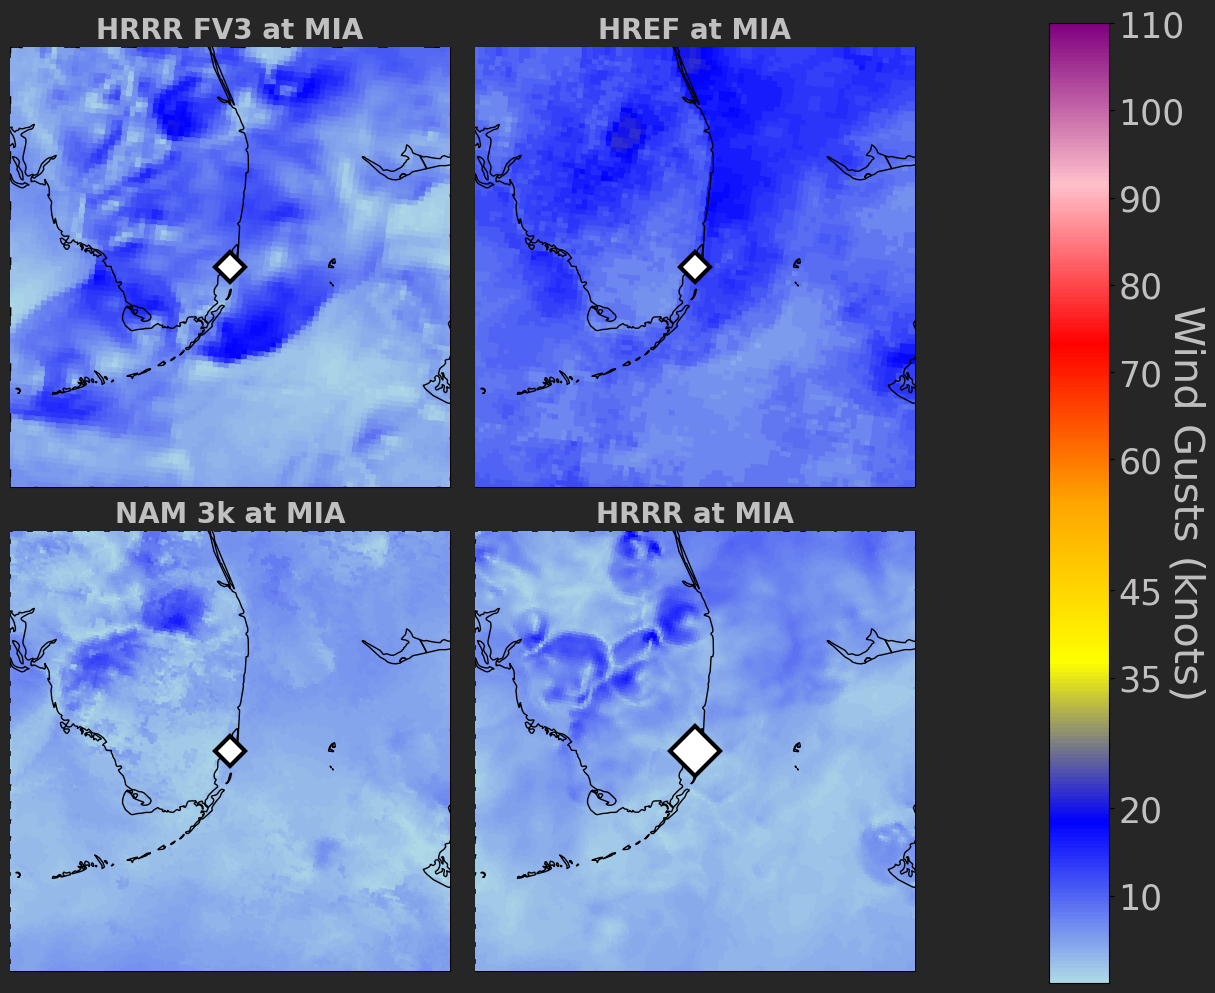 HRRR FV3 at MIA
HREF at MIA
NAM 3k at MIA
HRRR at MIA
110
100
90
80
70
60
45
35
20
10
Wind Gusts (knots)